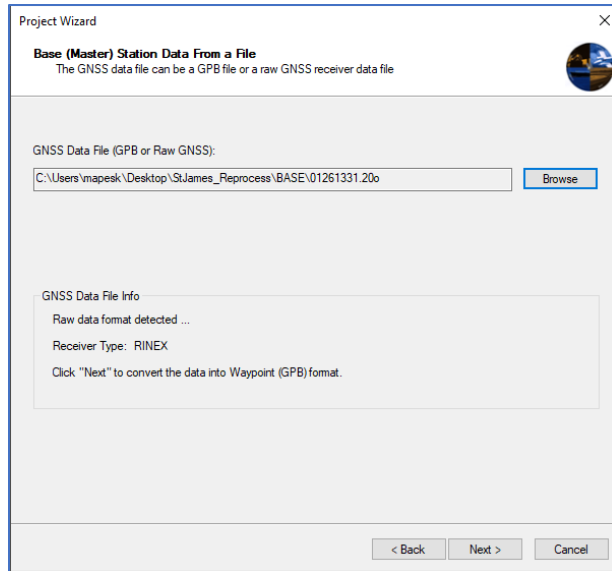 Project Wizard
Base (Master) Station Data From a File
The GNSS data file can be a GPB file or a raw GNSS receiver data file
GNSS Data File (GPB or Raw GNSS):
C:\Users\mapesk\Desktop\StJames_Reprocess\BASE\01261331.20o
Browse
GNSS Data File Info
Raw data format detected ...
Receiver Type: RINEX
Click "Next" to convert the data into Waypoint (GPB) format.
< Back
Next >
Cancel